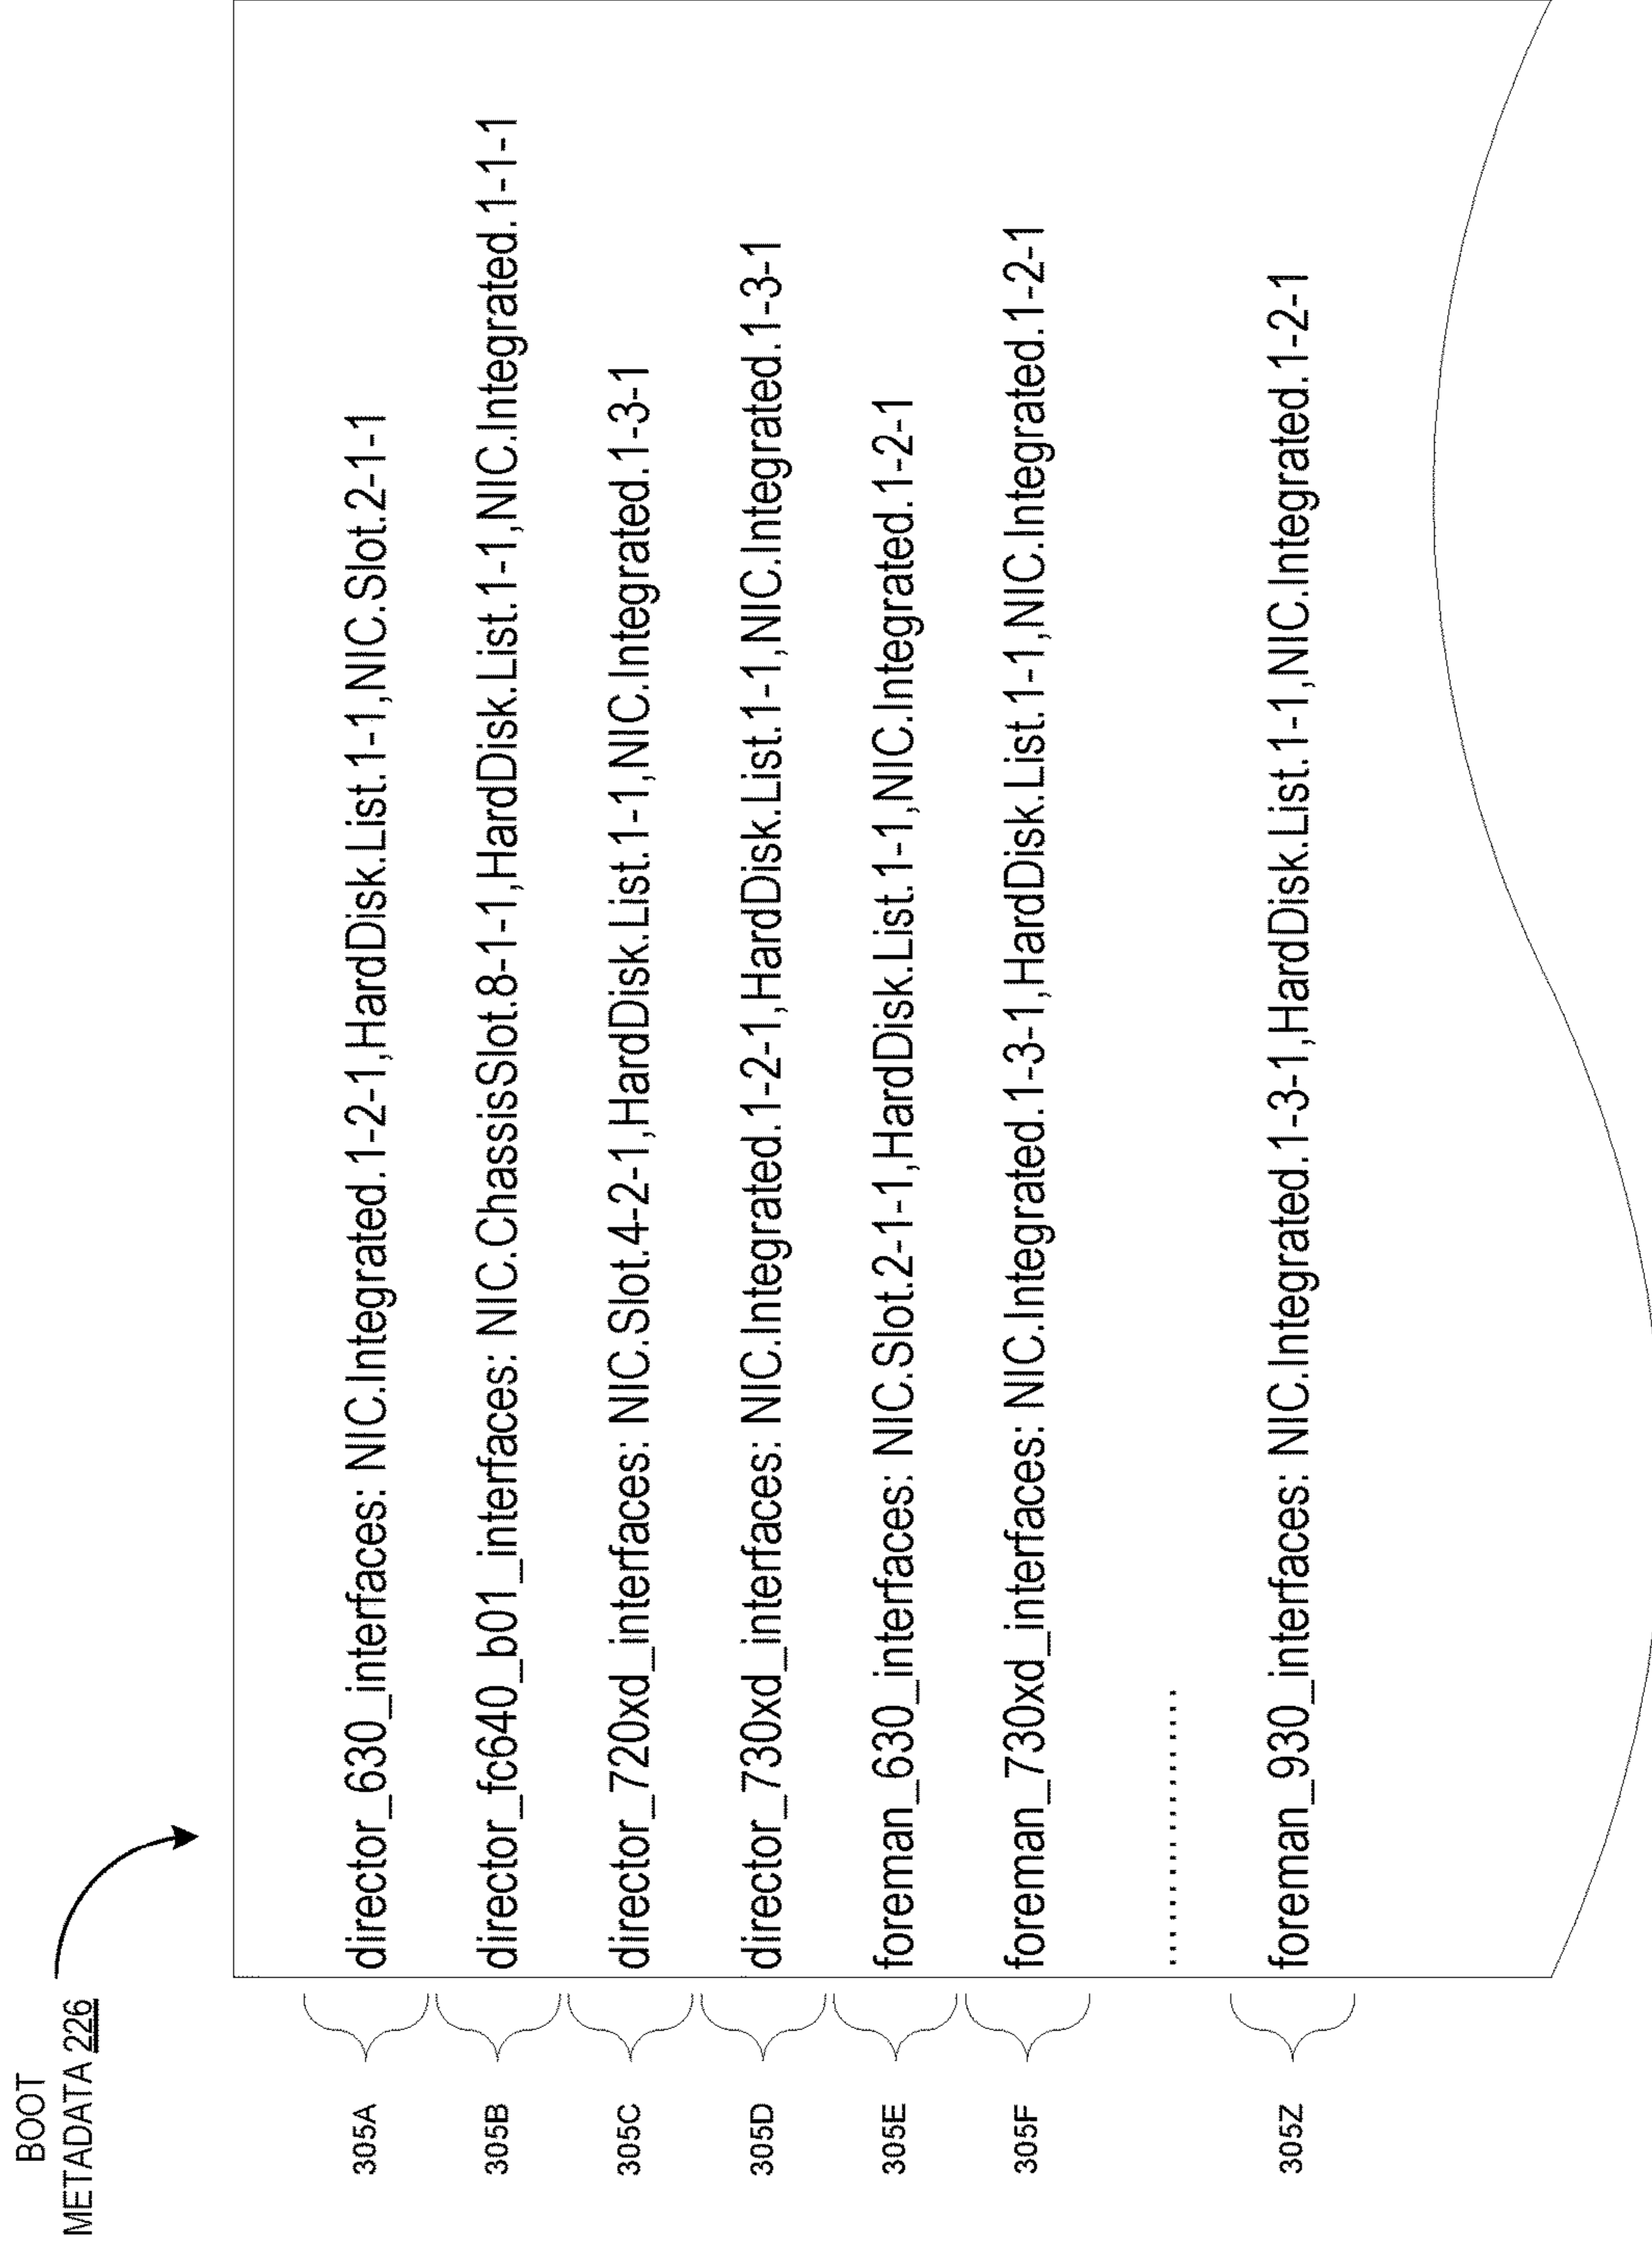 BOOT
METADATA 226
305A director_630_interfaces: NIC.Integrated.1-2-1,HardDisk.List.1-1,NIC.Slot.2-1-1
305B director_fc640_b01_interfaces: NIC.ChassisSlot.8-1-1,HardDisk.List.1-1,NIC.Integrated.1-1-1
305C director_720xd_interfaces: NIC.Slot.4-2-1,HardDisk.List.1-1,NIC.Integrated.1-3-1
305D director_730xd_interfaces: NIC.Integrated.1-2-1,HardDisk.List.1-1,NIC.Integrated.1-3-1
305E foreman_630_interfaces: NIC.Slot.2-1-1,HardDisk.List.1-1,NIC.Integrated.1-2-1
305F foreman_730xd_interfaces: NIC.Integrated.1-3-1,HardDisk.List.1-1,NIC.Integrated.1-2-1
..................
305Z foreman_930_interfaces: NIC.Integrated.1-3-1,HardDisk.List.1-1,NIC.Integrated.1-2-1